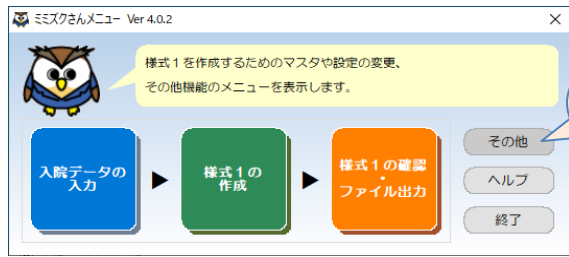 ミミズクさんメニュー Ver 4.0.2
様式1を作成するためのマスタや設定の変更、
その他機能のメニューを表示します。
入院データの
入力
様式1の
作成
様式1の確認
・
ファイル出力
その他
ヘルプ
終了